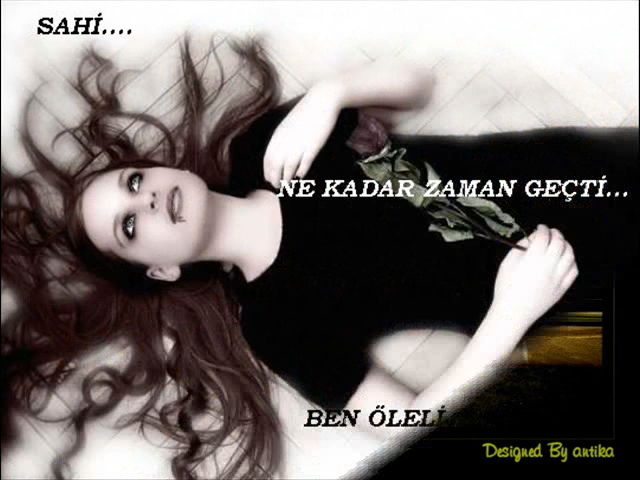 SAHİ....
NE KADAR ZAMAN GEÇTİ...
BEN ÖLELİ
Designed By antika